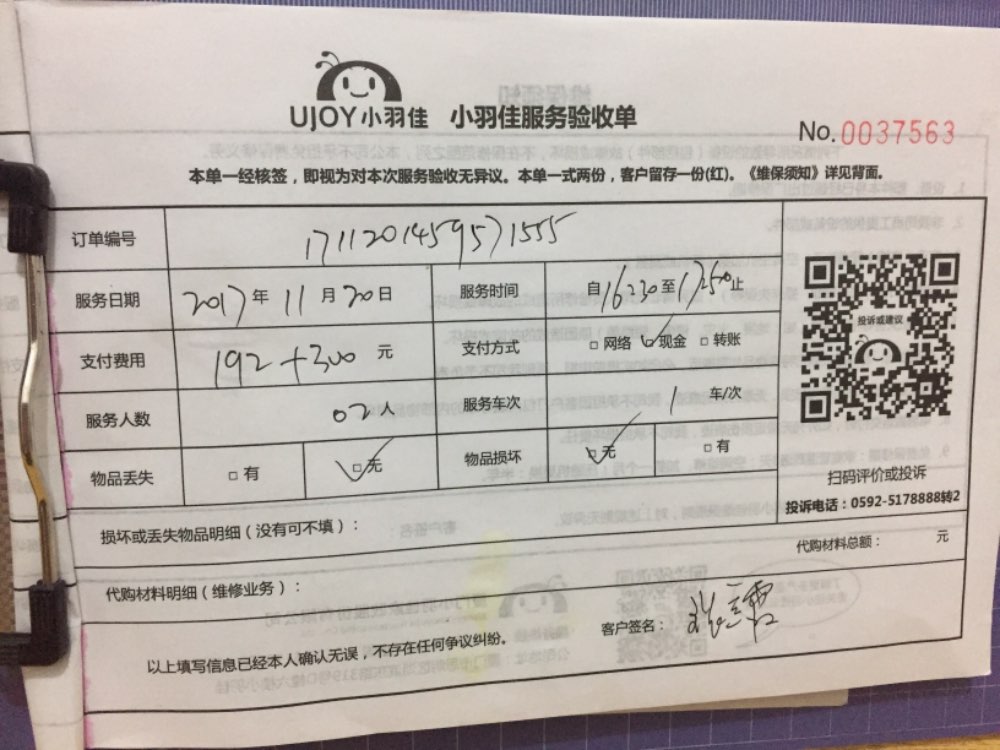 UJOY小羽佳 小羽佳服务验收单
No.0037563
本单一经核签，即视为对本次服务验收无异议。本单一式两份，客户留存一份(红)。《维保须知》详见背面。
订单编号 1711201459571555
服务日期 2017年11月20日 服务时间 自16:30至17:50止
支付费用 192+300元 支付方式 □网络 ☑现金 □转账
服务人数 02人 服务车次 1 车/次
物品丢失 □有 ☑无 物品损坏 ☑无 □有
投诉或建议
扫码评价或投诉
投诉电话：0592-5178888转2
损坏或丢失物品明细（没有可不填）：
代购材料总额： 元
代购材料明细（维修业务）：
客户签名：
以上填写信息已经本人确认无误，不存在任何争议纠纷。